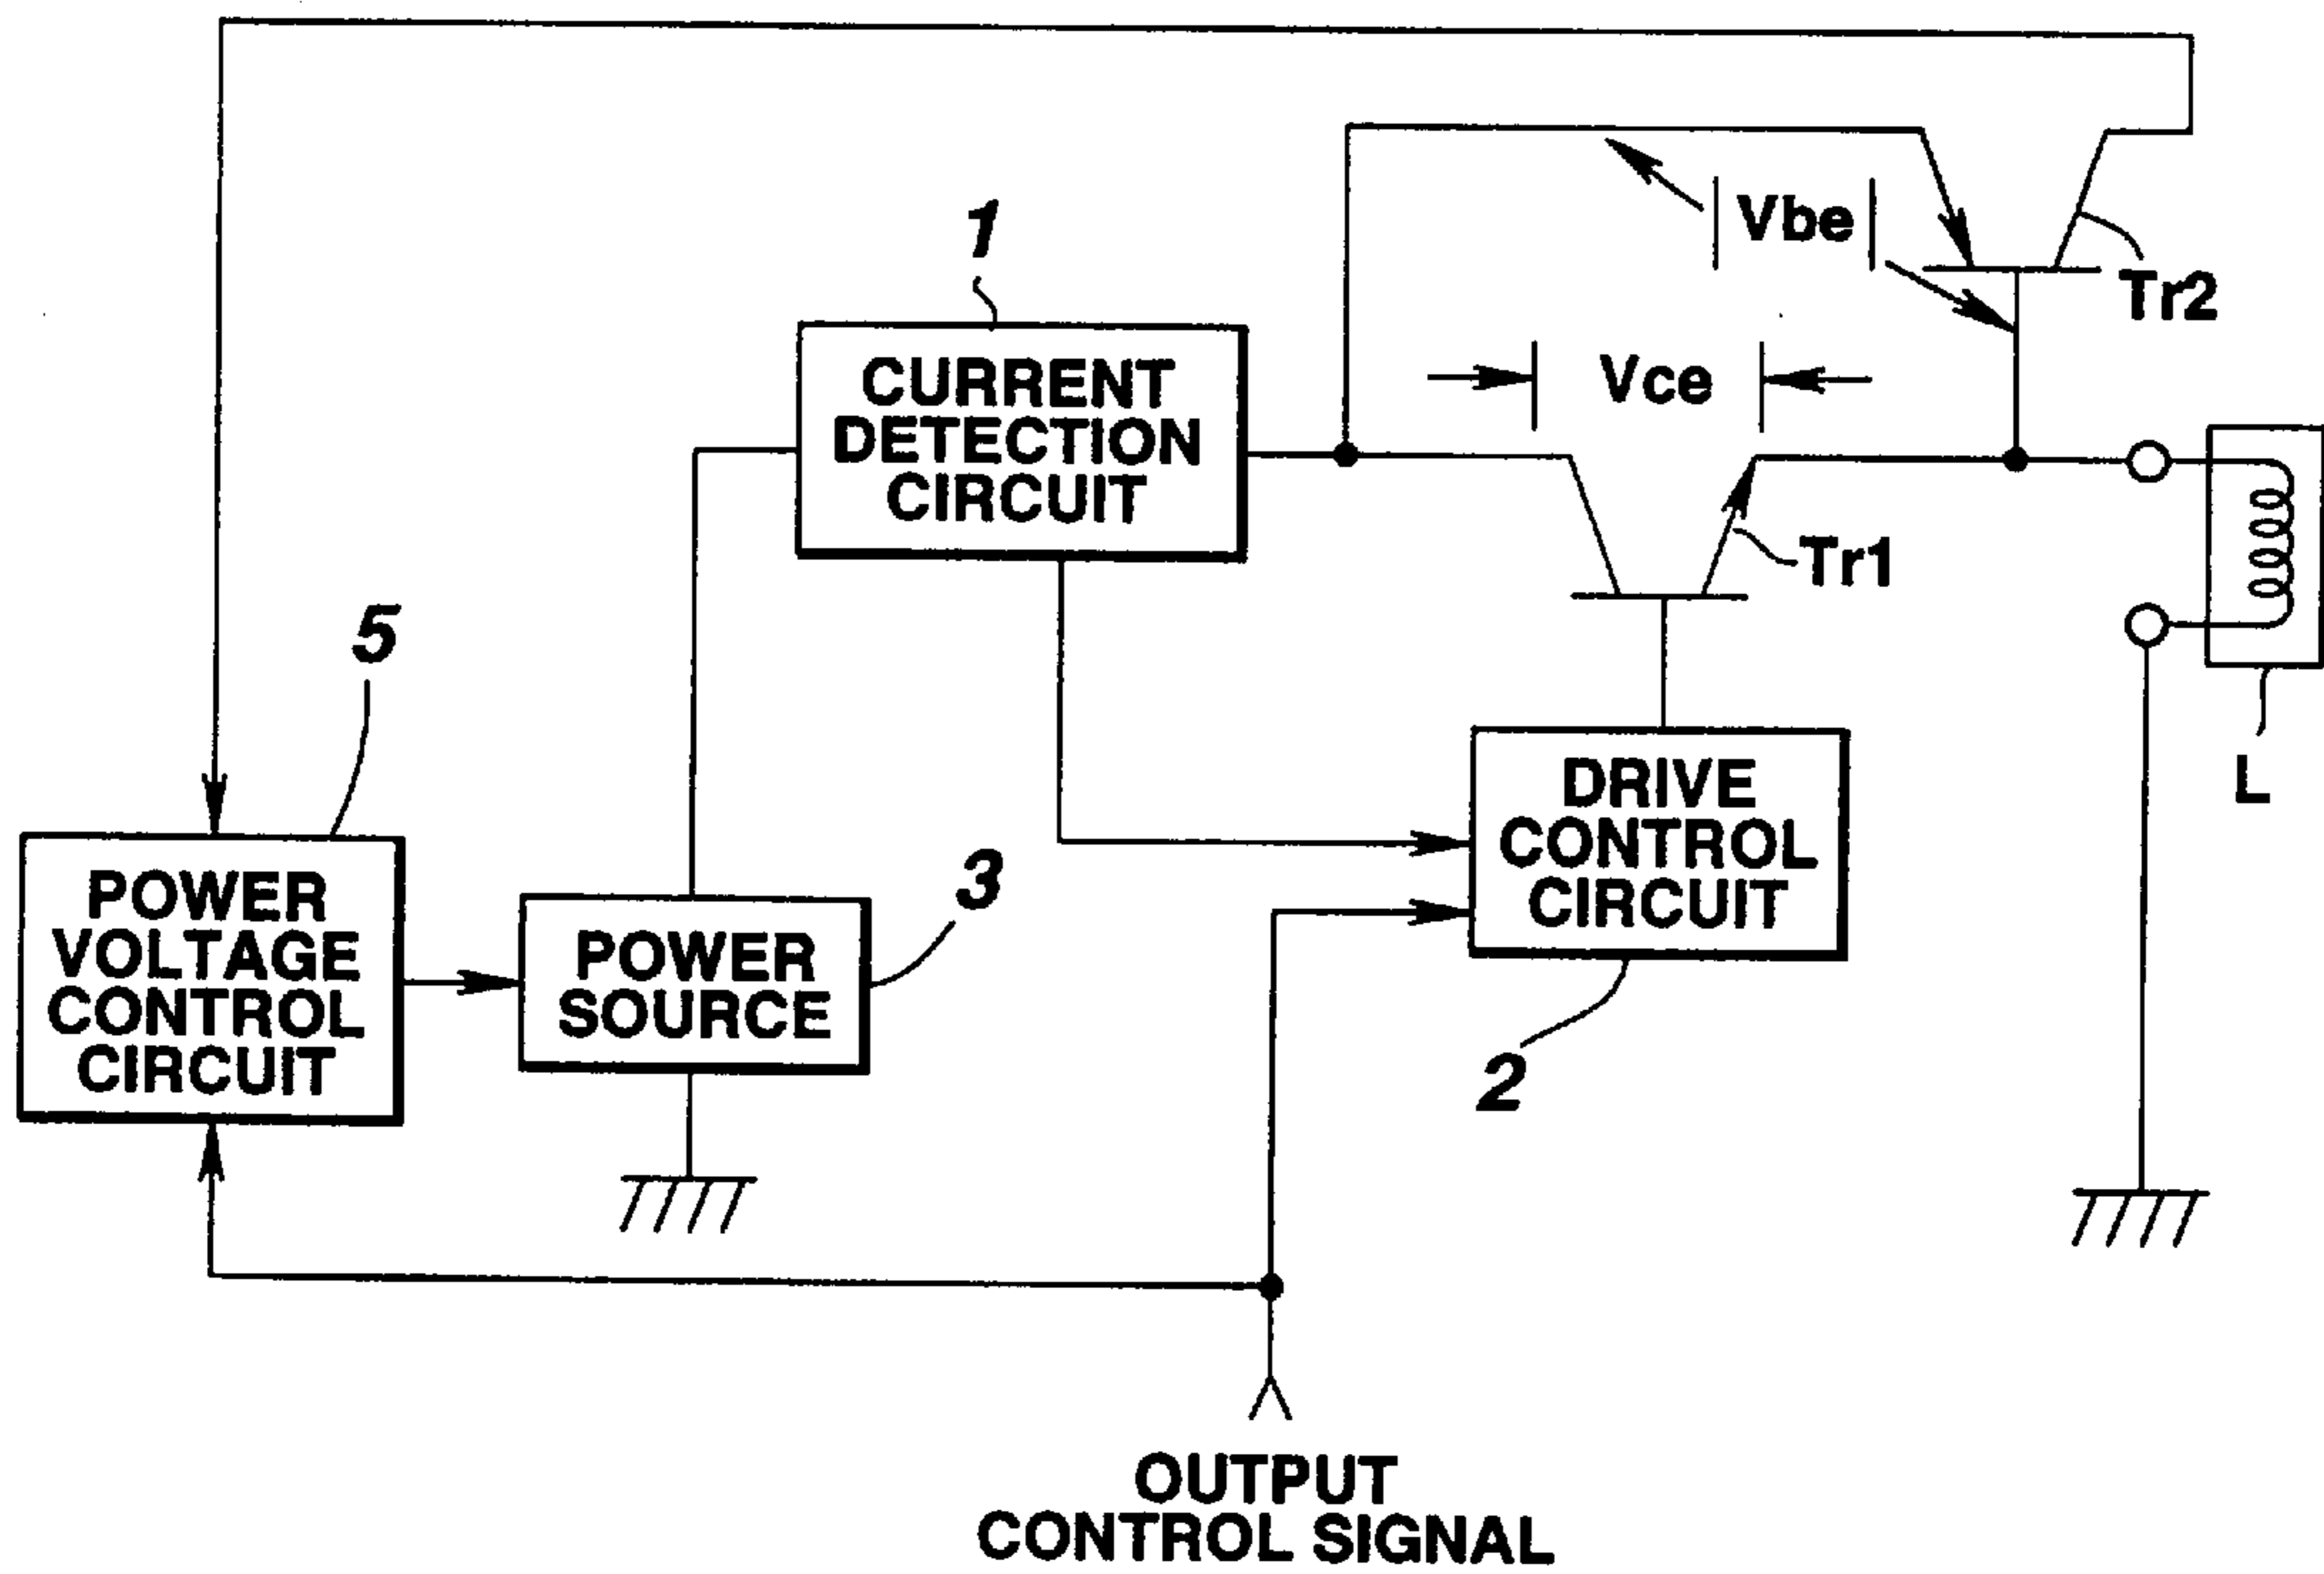 1
Vbe
Tr2
CURRENT
DETECTION
CIRCUIT
Vce
Tr1
5
L
DRIVE
CONTROL
CIRCUIT
3
POWER
VOLTAGE
CONTROL
CIRCUIT
POWER
SOURCE
2
OUTPUT
CONTROL SIGNAL